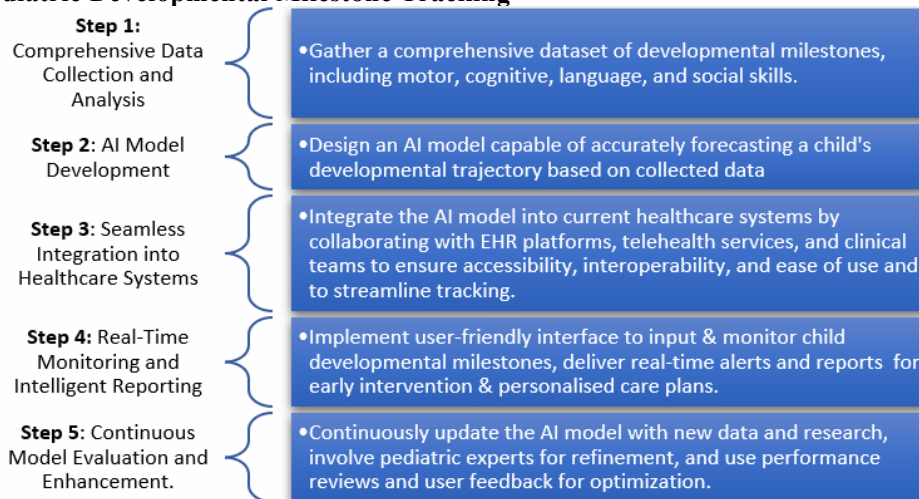 diatric Developmental Milestone Tracking
Step 1:
Comprehensive Data
Collection and
Analysis
•Gather a comprehensive dataset of developmental milestones,
including motor, cognitive, language, and social skills.
Step 2: AI Model
Development
•Design an AI model capable of accurately forecasting a child's
developmental trajectory based on collected data
Step 3: Seamless
Integration into
Healthcare Systems
•Integrate the AI model into current healthcare systems by
collaborating with EHR platforms, telehealth services, and clinical
teams to ensure accessibility, interoperability, and ease of use and
to streamline tracking.
Step 4: Real-Time
Monitoring and
Intelligent Reporting
•Implement user-friendly interface to input & monitor child
developmental milestones, deliver real-time alerts and reports for
early intervention & personalised care plans.
Step 5: Continuous
Model Evaluation and
Enhancement.
•Continuously update the AI model with new data and research,
involve pediatric experts for refinement, and use performance
reviews and user feedback for optimization.